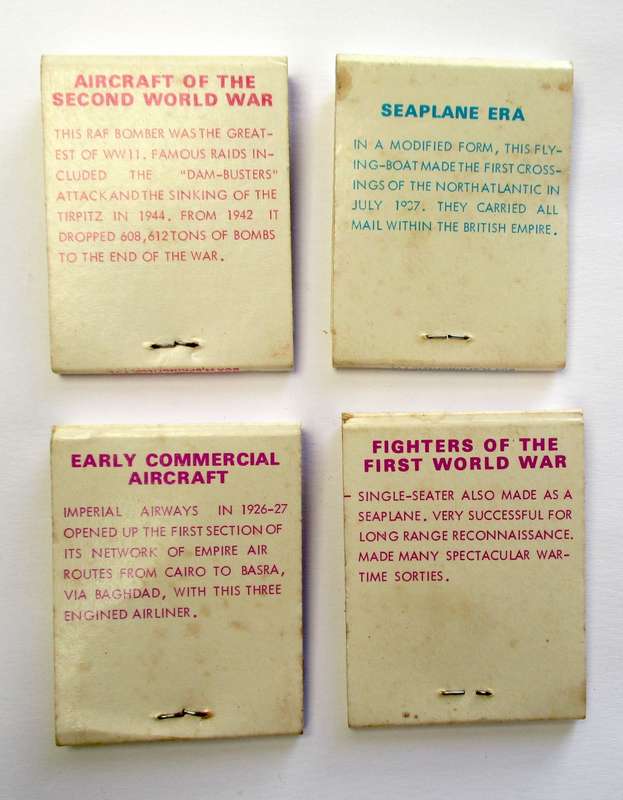 AIRCRAFT OF THE
SECOND WORLD WAR
THIS RAF BOMBER WAS THE GREAT-
EST OF WW11. FAMOUS RAIDS IN-
CLUDED THE "DAM-BUSTERS"
ATTACK AND THE SINKING OF THE
TIRPITZ IN 1944. FROM 1942 IT
DROPPED 608,612 TONS OF BOMBS
TO THE END OF THE WAR.
SEAPLANE ERA
IN A MODIFIED FORM, THIS FLY-
ING-BOAT MADE THE FIRST CROSS-
INGS OF THE NORTH ATLANTIC IN
JULY 1937. THEY CARRIED ALL
MAIL WITHIN THE BRITISH EMPIRE.
EARLY COMMERCIAL
AIRCRAFT
IMPERIAL AIRWAYS IN 1926-27
OPENED UP THE FIRST SECTION OF
ITS NETWORK OF EMPIRE AIR
ROUTES FROM CAIRO TO BASRA,
VIA BAGHDAD, WITH THIS THREE
ENGINED AIRLINER.
FIGHTERS OF THE
FIRST WORLD WAR
SINGLE-SEATER ALSO MADE AS A
SEAPLANE. VERY SUCCESSFUL FOR
LONG RANGE RECONNAISSANCE.
MADE MANY SPECTACULAR WAR-
TIME SORTIES.